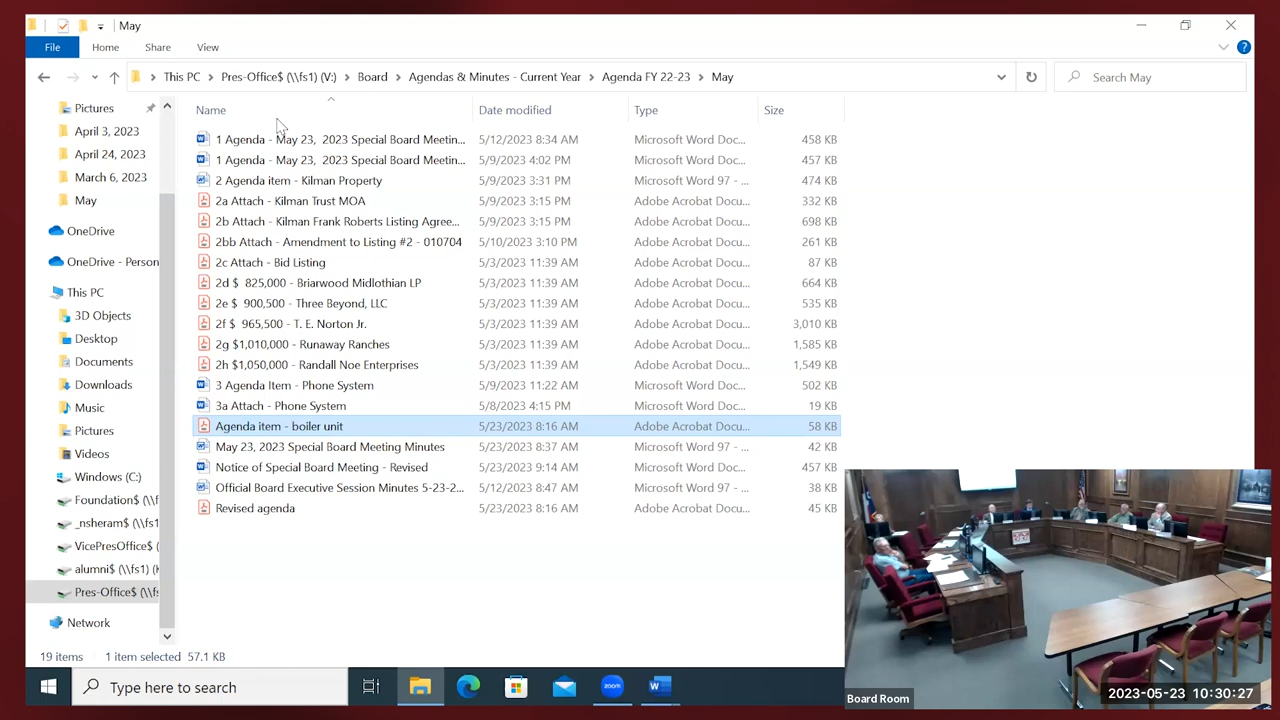 May
File Home Share View
This PC Pres-Office$ (\\fs1) (V:) Board Agendas & Minutes - Current Year Agenda FY 22-23 May Search May
Pictures
April 3, 2023
April 24, 2023
March 6, 2023
May
OneDrive
OneDrive - Person
This PC
3D Objects
Desktop
Documents
Downloads
Music
Pictures
Videos
Windows (C:)
Foundation$ (\\f
_nsheram$ (\\fs1
VicePresOffice$ (
alumni$ (\\fs1) (
Pres-Office$ (\\fs
Network
Name Date modified Type Size
1 Agenda - May 23, 2023 Special Board Meetin... 5/12/2023 8:34 AM Microsoft Word Doc... 458 KB
1 Agenda - May 23, 2023 Special Board Meetin... 5/9/2023 4:02 PM Microsoft Word Doc... 457 KB
2 Agenda item - Kilman Property 5/9/2023 3:31 PM Microsoft Word 97 - ... 474 KB
2a Attach - Kilman Trust MOA 5/9/2023 3:15 PM Adobe Acrobat Docu... 332 KB
2b Attach - Kilman Frank Roberts Listing Agree... 5/9/2023 3:15 PM Adobe Acrobat Docu... 698 KB
2bb Attach - Amendment to Listing #2 - 010704 5/10/2023 3:10 PM Adobe Acrobat Docu... 261 KB
2c Attach - Bid Listing 5/3/2023 11:39 AM Adobe Acrobat Docu... 87 KB
2d $ 825,000 - Briarwood Midlothian LP 5/3/2023 11:39 AM Adobe Acrobat Docu... 664 KB
2e $ 900,500 - Three Beyond, LLC 5/3/2023 11:39 AM Adobe Acrobat Docu... 535 KB
2f $ 965,500 - T. E. Norton Jr. 5/3/2023 11:39 AM Adobe Acrobat Docu... 3,010 KB
2g $1,010,000 - Runaway Ranches 5/3/2023 11:39 AM Adobe Acrobat Docu... 1,585 KB
2h $1,050,000 - Randall Noe Enterprises 5/3/2023 11:39 AM Adobe Acrobat Docu... 1,549 KB
3 Agenda Item - Phone System 5/9/2023 11:22 AM Microsoft Word Doc... 502 KB
3a Attach - Phone System 5/8/2023 4:15 PM Microsoft Word Doc... 19 KB
Agenda item - boiler unit 5/23/2023 8:16 AM Adobe Acrobat Docu... 58 KB
May 23, 2023 Special Board Meeting Minutes 5/23/2023 8:37 AM Microsoft Word 97 - ... 42 KB
Notice of Special Board Meeting - Revised 5/23/2023 9:14 AM Microsoft Word Doc... 457 KB
Official Board Executive Session Minutes 5-23-2... 5/12/2023 8:47 AM Microsoft Word 97 - ... 38 KB
Revised agenda 5/23/2023 8:16 AM Adobe Acrobat Docu... 45 KB
19 items 1 item selected 57.1 KB
Type here to search
zoom
Board Room
2023-05-23 10:30:27